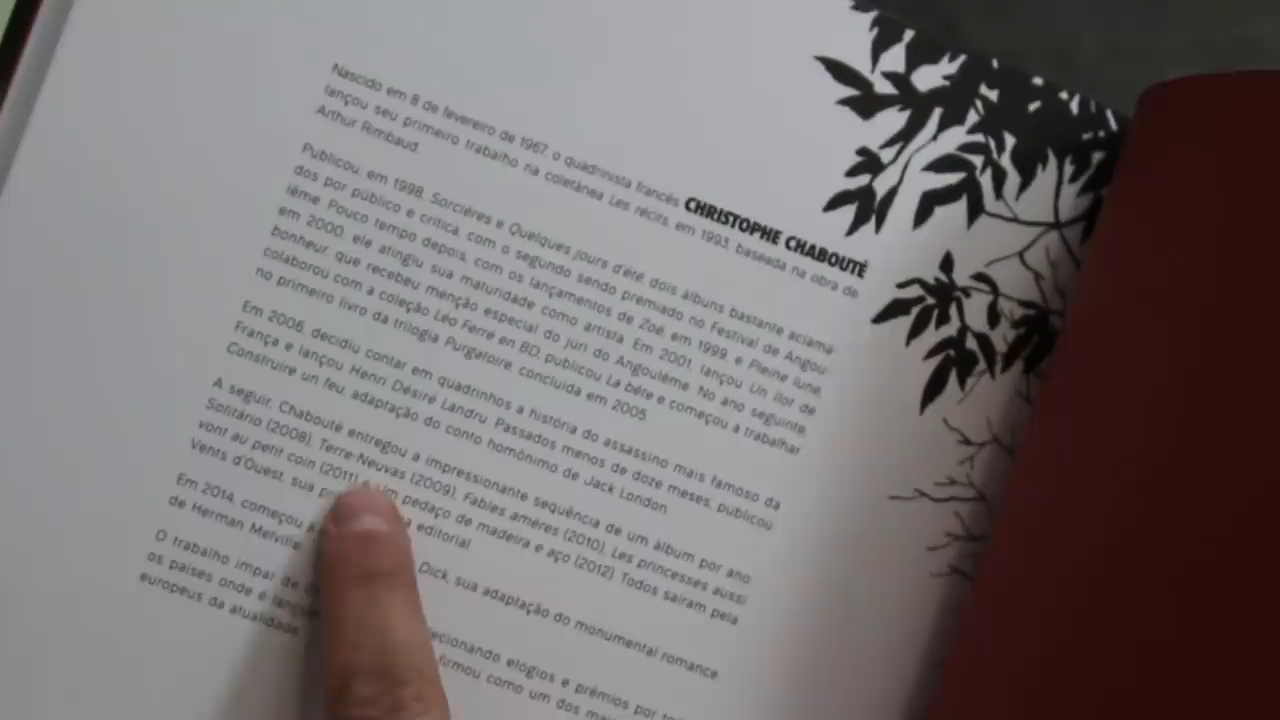 Nascido em 8 de fevereiro de 1967, o quadrinista francês CHRISTOPHE CHABOUTÉ
lançou seu primeiro trabalho na coletânea Les récits, em 1993, baseada na obra de
Arthur Rimbaud.
Publicou, em 1998, Sorcières e Quelques jours d'été, dois álbuns bastante aclama-
dos por público e crítica, com o segundo sendo premiado no Festival de Angou-
lême. Pouco tempo depois, com os lançamentos de Zoé, em 1999, e Pleine lune,
em 2000, ele atingiu sua maturidade como artista. Em 2001, lançou Un îlot de
bonheur, que recebeu menção especial do júri do Angoulême. No ano seguinte,
colaborou com a coleção Léo Ferré en BD, publicou La bête e começou a trabalhar
no primeiro livro da trilogia Purgatoire, concluída em 2005.
Em 2006, decidiu contar em quadrinhos a história do assassino mais famoso da
França e lançou Henri Désiré Landru. Passados menos de doze meses, publicou
Construire un feu, adaptação do conto homônimo de Jack London.
A seguir, Chabouté entregou a impressionante sequência de um álbum por ano:
Solitário (2008), Terre-Neuvas (2009), Fables amères (2010), Les princesses aussi
vont au petit coin (2011) e Um pedaço de madeira e aço (2012). Todos saíram pela
Vents d'Ouest, sua editorial.
Em 2014, começou a Dick, sua adaptação do monumental romance
de Herman Melville.
O trabalho ímpar de elogios e prêmios por
os países onde é firmou como um dos
europeus da atualidade.